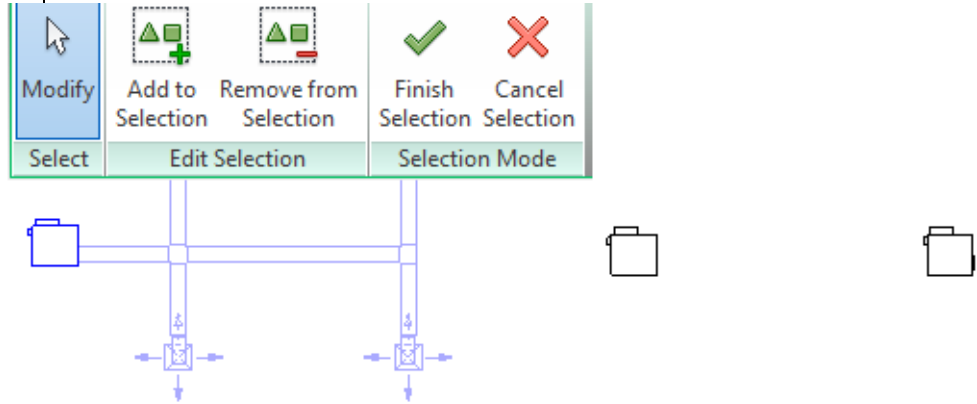 Modify
Add to
Selection
Remove from
Selection
Finish
Selection
Cancel
Selection
Select
Edit Selection
Selection Mode